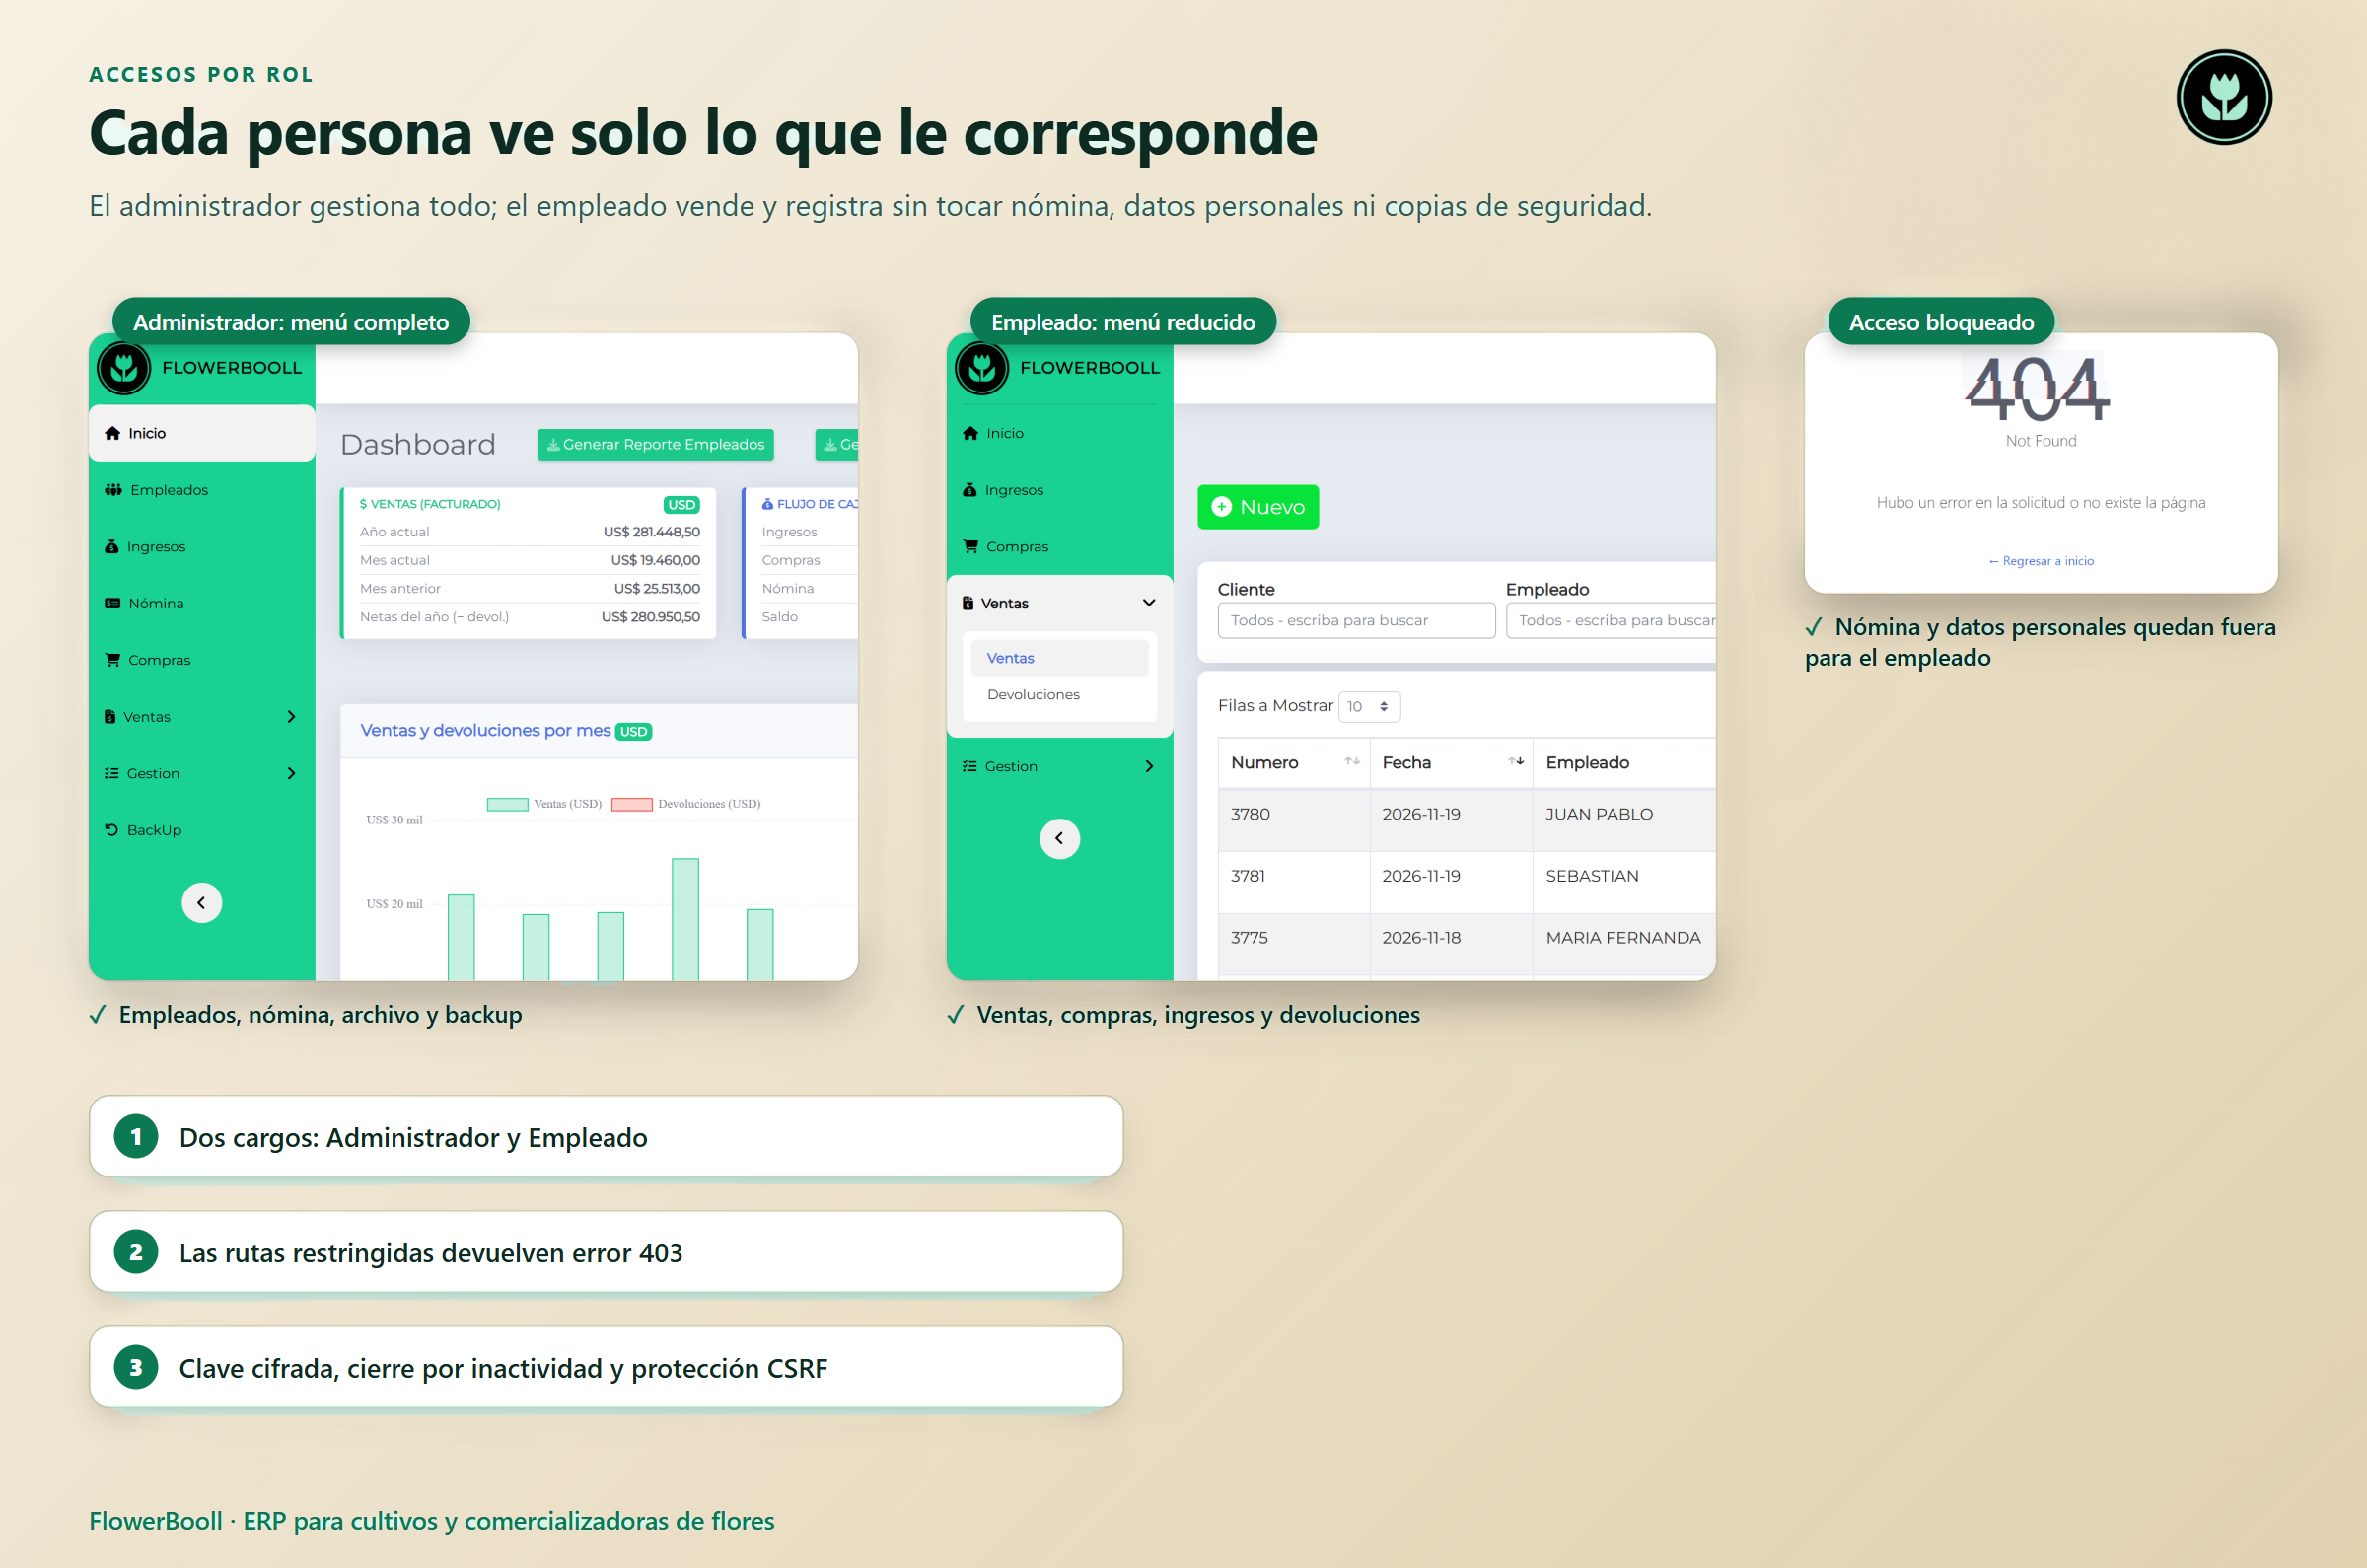 ACCESOS POR ROL
Cada persona ve solo lo que le corresponde
El administrador gestiona todo; el empleado vende y registra sin tocar nómina, datos personales ni copias de seguridad.
Administrador: menú completo
FLOWERBOOLL
Inicio
Empleados
Ingresos
Nómina
Compras
Ventas
Gestion
BackUp
Dashboard
Generar Reporte Empleados
Ge
$ VENTAS (FACTURADO) USD
Año actual US$ 281.448,50
Mes actual US$ 19.460,00
Mes anterior US$ 25.513,00
Netas del año (− devol.) US$ 280.950,50
FLUJO DE CAJ
Ingresos
Compras
Nómina
Saldo
Ventas y devoluciones por mes USD
Ventas (USD) Devoluciones (USD)
US$ 30 mil
US$ 20 mil
✓ Empleados, nómina, archivo y backup
Empleado: menú reducido
FLOWERBOOLL
Inicio
Ingresos
Compras
Ventas
Ventas
Devoluciones
Gestion
Nuevo
Cliente Empleado
Todos - escriba para buscar Todos - escriba para buscar
Filas a Mostrar 10
Numero Fecha Empleado
3780 2026-11-19 JUAN PABLO
3781 2026-11-19 SEBASTIAN
3775 2026-11-18 MARIA FERNANDA
✓ Ventas, compras, ingresos y devoluciones
Acceso bloqueado
404
Not Found
Hubo un error en la solicitud o no existe la página
← Regresar a inicio
✓ Nómina y datos personales quedan fuera
para el empleado
1 Dos cargos: Administrador y Empleado
2 Las rutas restringidas devuelven error 403
3 Clave cifrada, cierre por inactividad y protección CSRF
FlowerBooll · ERP para cultivos y comercializadoras de flores